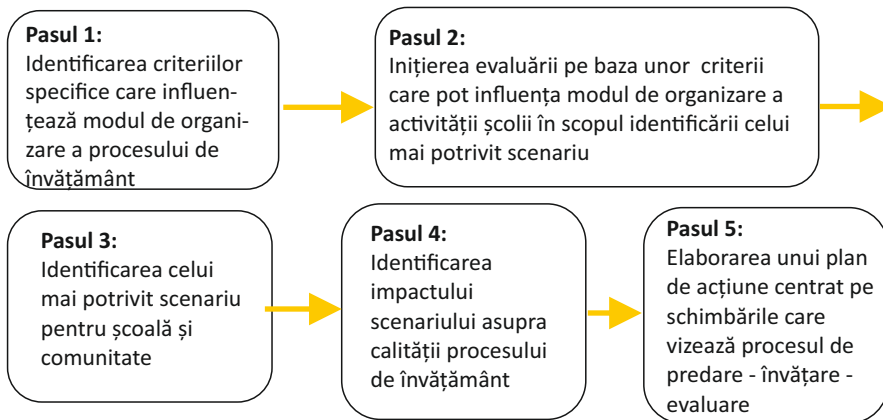 Pasul 1:
Identificarea criteriilor
specifice care influen-
țează modul de organi-
zare a procesului de
învățământ
Pasul 2:
Inițierea evaluării pe baza unor criterii
care pot influența modul de organizare a
activității școlii în scopul identificării celui
mai potrivit scenariu
Pasul 3:
Identificarea celui
mai potrivit scenariu
pentru școală și
comunitate
Pasul 4:
Identificarea
impactului
scenariului asupra
calității procesului
de învățământ
Pasul 5:
Elaborarea unui plan
de acțiune centrat pe
schimbările care
vizează procesul de
predare - învățare -
evaluare